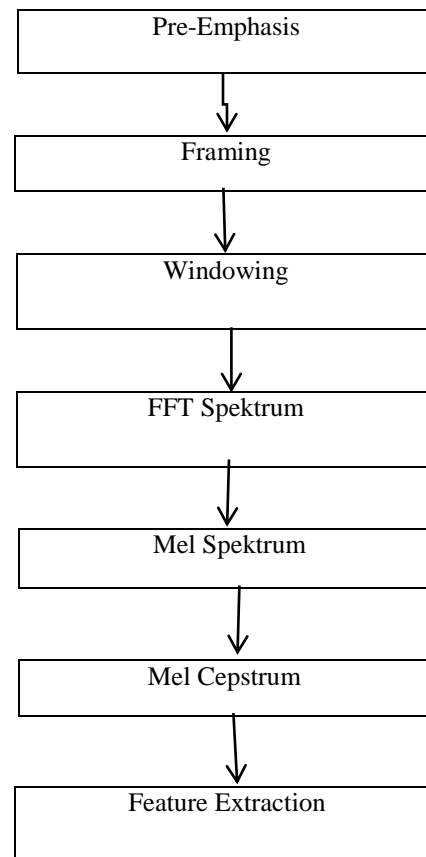 Pre-Emphasis
Framing
Windowing
FFT Spektrum
Mel Spektrum
Mel Cepstrum
Feature Extraction